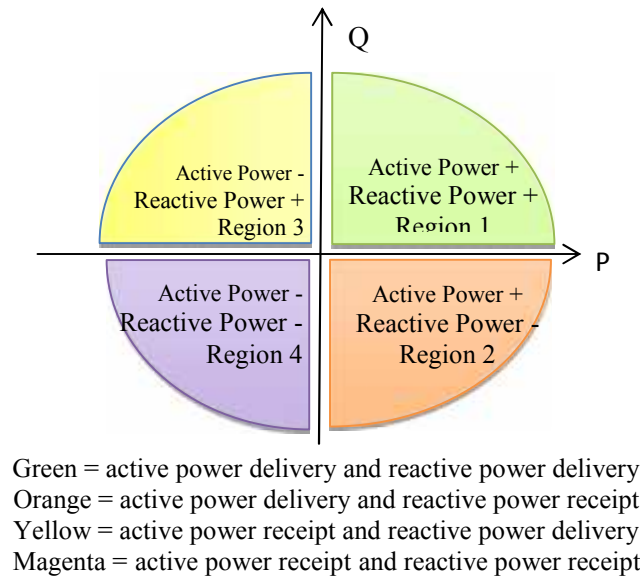 Q
Active Power -
Reactive Power +
Region 3
Active Power +
Reactive Power +
Region 1
P
Active Power -
Reactive Power -
Region 4
Active Power +
Reactive Power -
Region 2
Green = active power delivery and reactive power delivery
Orange = active power delivery and reactive power receipt
Yellow = active power receipt and reactive power delivery
Magenta = active power receipt and reactive power receipt